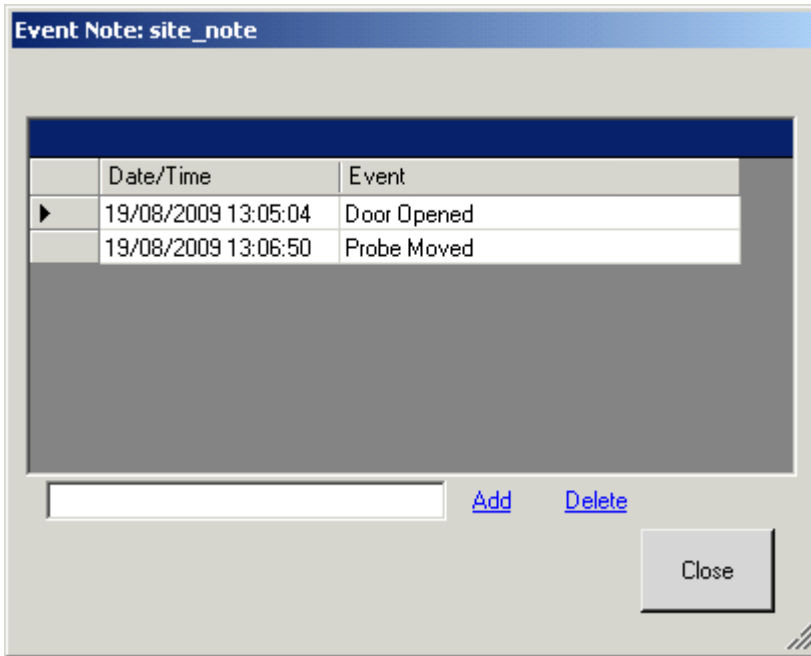 Event Note: site_note
Date/Time Event
19/08/2009 13:05:04 Door Opened
19/08/2009 13:06:50 Probe Moved
Add Delete
Close